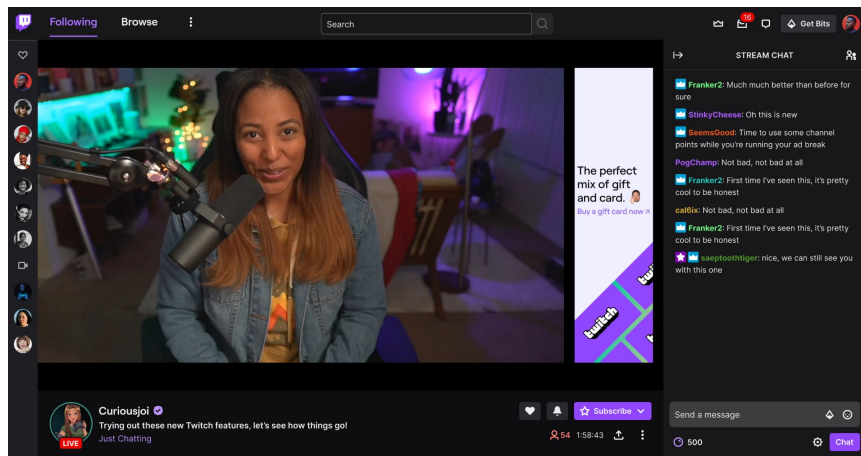 Following
Browse
Search
16
Get Bits
STREAM CHAT
Franker2: Much much better than before for
sure
StinkyCheese: Oh this is new
SeemsGood: Time to use some channel
points while you're running your ad break
PogChamp: Not bad, not bad at all
Franker2: First time I've seen this, it's pretty
cool to be honest
cal6ix: Not bad, not bad at all
Franker2: First time I've seen this, it's pretty
cool to be honest
saeptoothtiger: nice, we can still see you
with this one
The perfect
mix of gift
and card.
Buy a gift card now
twitch
twitch
LIVE
Curiousjoi
Trying out these new Twitch features, let's see how things go!
Just Chatting
Subscribe
54 1:58:43
Send a message
500
Chat